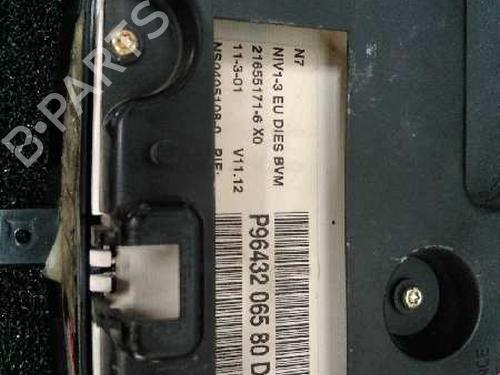 N7
NIV1-3 EU DIES BVM
21655171-6 X0
11-3-01 V11.12
P96432 065 80 D
B-PARTS